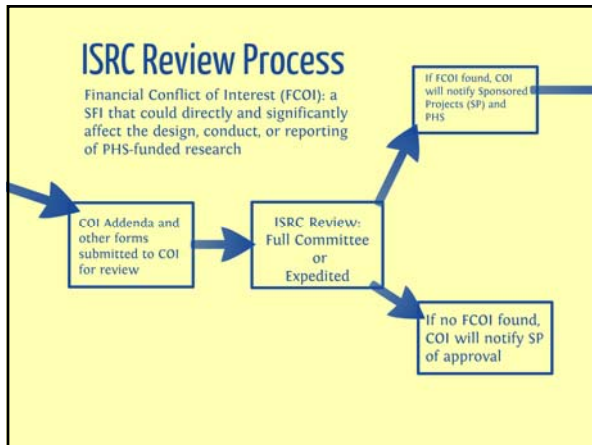 ISRC Review Process
Financial Conflict of Interest (FCOI): a
SFI that could directly and significantly
affect the design, conduct, or reporting
of PHS-funded research
COI Addenda and
other forms
submitted to COI
for review
ISRC Review:
Full Committee
or
Expedited
If FCOI found, COI
will notify Sponsored
Projects (SP) and
PHS
If no FCOI found,
COI will notify SP
of approval